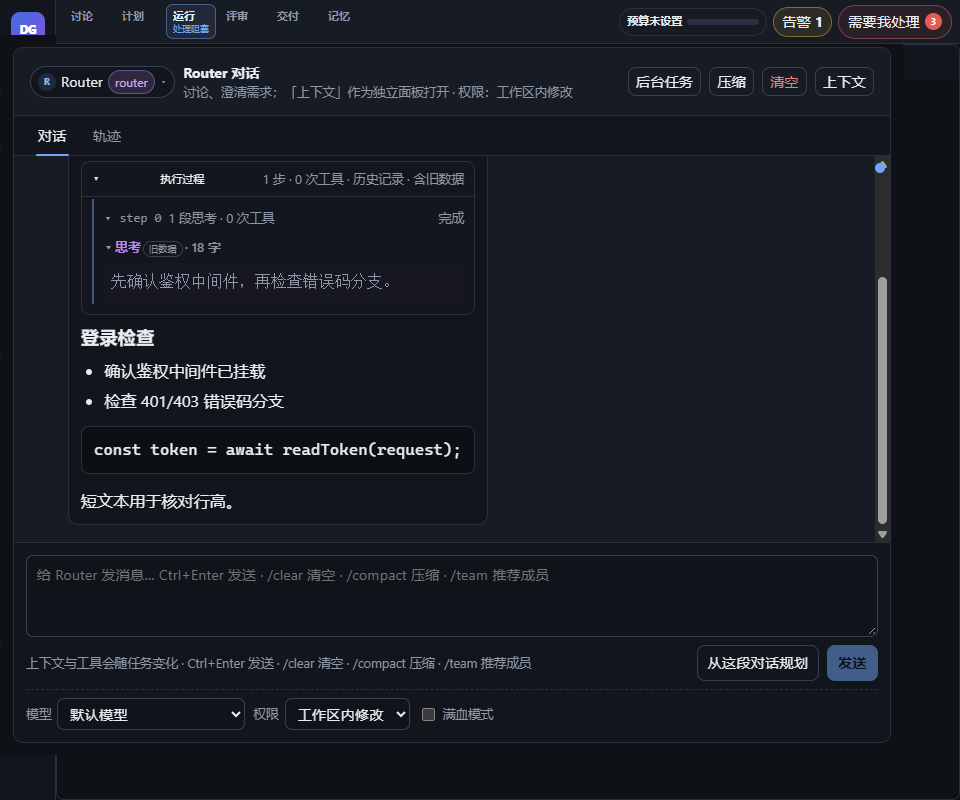 DG
讨论
计划
运行
处理阻塞
评审
交付
记忆
预算未设置
告警 1
需要我处理 3
R Router router ·
Router 对话
讨论、澄清需求；「上下文」作为独立面板打开 · 权限：工作区内修改
后台任务
压缩
清空
上下文
对话
轨迹
执行过程
1 步 · 0 次工具 · 历史记录 · 含旧数据
step 0 1 段思考 · 0 次工具
完成
思考 旧数据 · 18 字
先确认鉴权中间件，再检查错误码分支。
登录检查
• 确认鉴权中间件已挂载
• 检查 401/403 错误码分支
const token = await readToken(request);
短文本用于核对行高。
给 Router 发消息... Ctrl+Enter 发送 · /clear 清空 · /compact 压缩 · /team 推荐成员
上下文与工具会随任务变化 · Ctrl+Enter 发送 · /clear 清空 · /compact 压缩 · /team 推荐成员
从这段对话规划
发送
模型
默认模型
权限
工作区内修改
满血模式